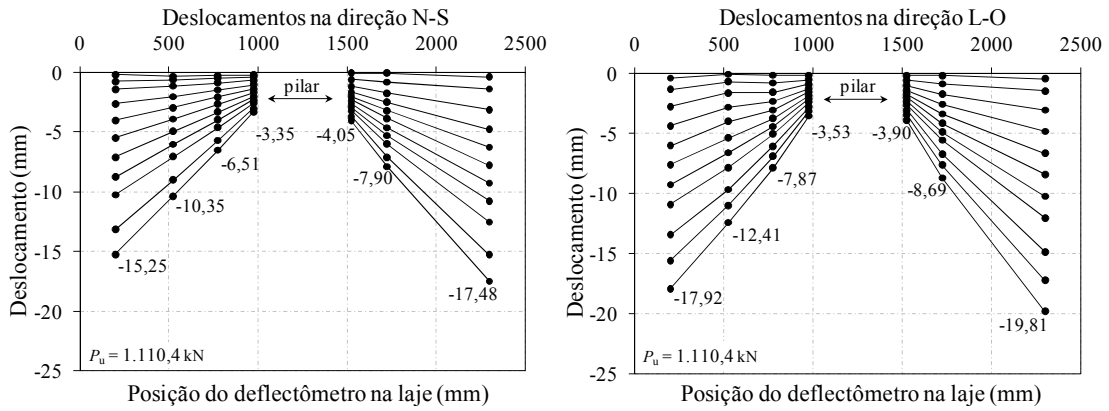 Deslocamentos na direção N-S
0 500 1000 1500 2000 2500
0
-5
-10
-15
-20
-25
Deslocamento (mm)
pilar
-3,35
-4,05
-6,51
-7,90
-10,35
-15,25
-17,48
P_u = 1.110,4 kN
Posição do deflectômetro na laje (mm)
Deslocamentos na direção L-O
0 500 1000 1500 2000 2500
0
-5
-10
-15
-20
-25
Deslocamento (mm)
pilar
-3,53
-3,90
-7,87
-8,69
-12,41
-17,92
-19,81
P_u = 1.110,4 kN
Posição do deflectômetro na laje (mm)